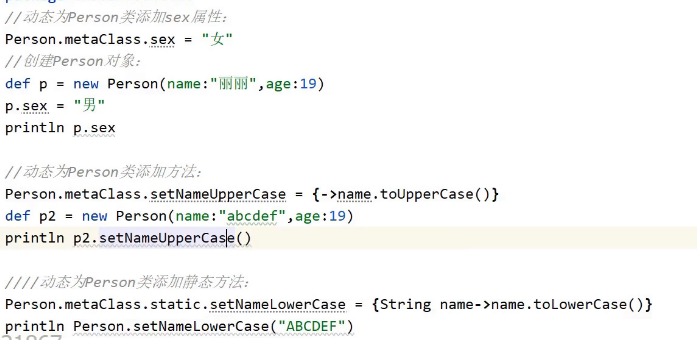 //动态为Person类添加sex属性：
Person.metaClass.sex = "女"
//创建Person对象：
def p = new Person(name:"丽丽",age:19)
p.sex = "男"
println p.sex
//动态为Person类添加方法：
Person.metaClass.setNameUpperCase = {->name.toUpperCase()}
def p2 = new Person(name:"abcdef",age:19)
println p2.setNameUpperCase()
////动态为Person类添加静态方法：
Person.metaClass.static.setNameLowerCase = {String name->name.toLowerCase()}
println Person.setNameLowerCase("ABCDEF")